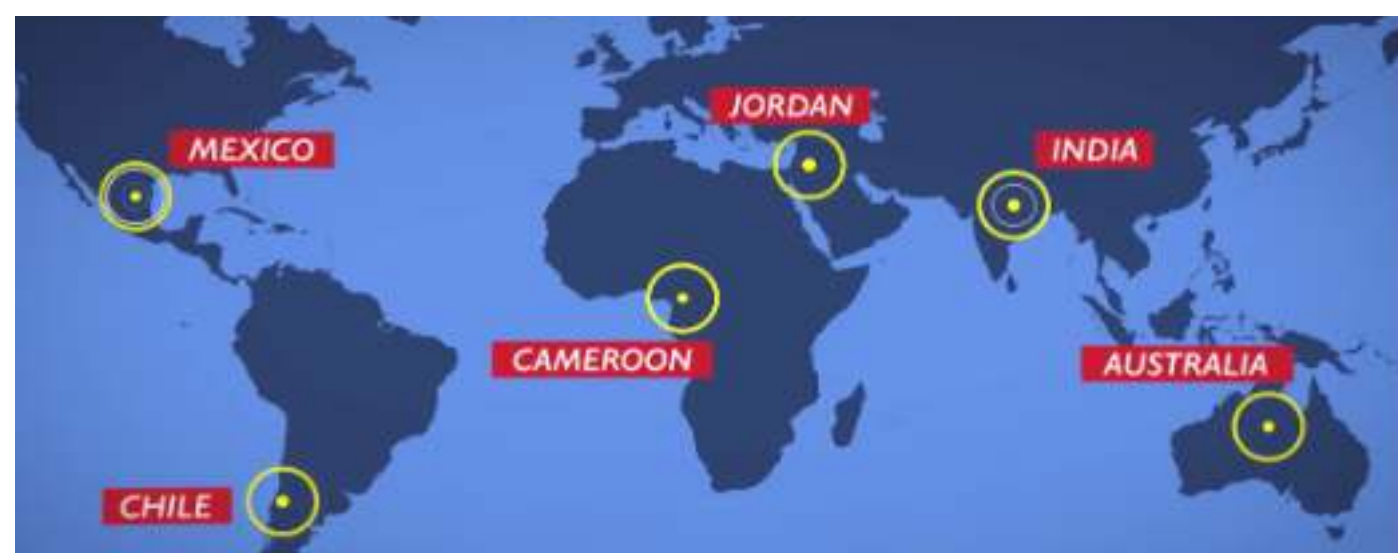 MEXICO
JORDAN
INDIA
CAMEROON
AUSTRALIA
CHILE